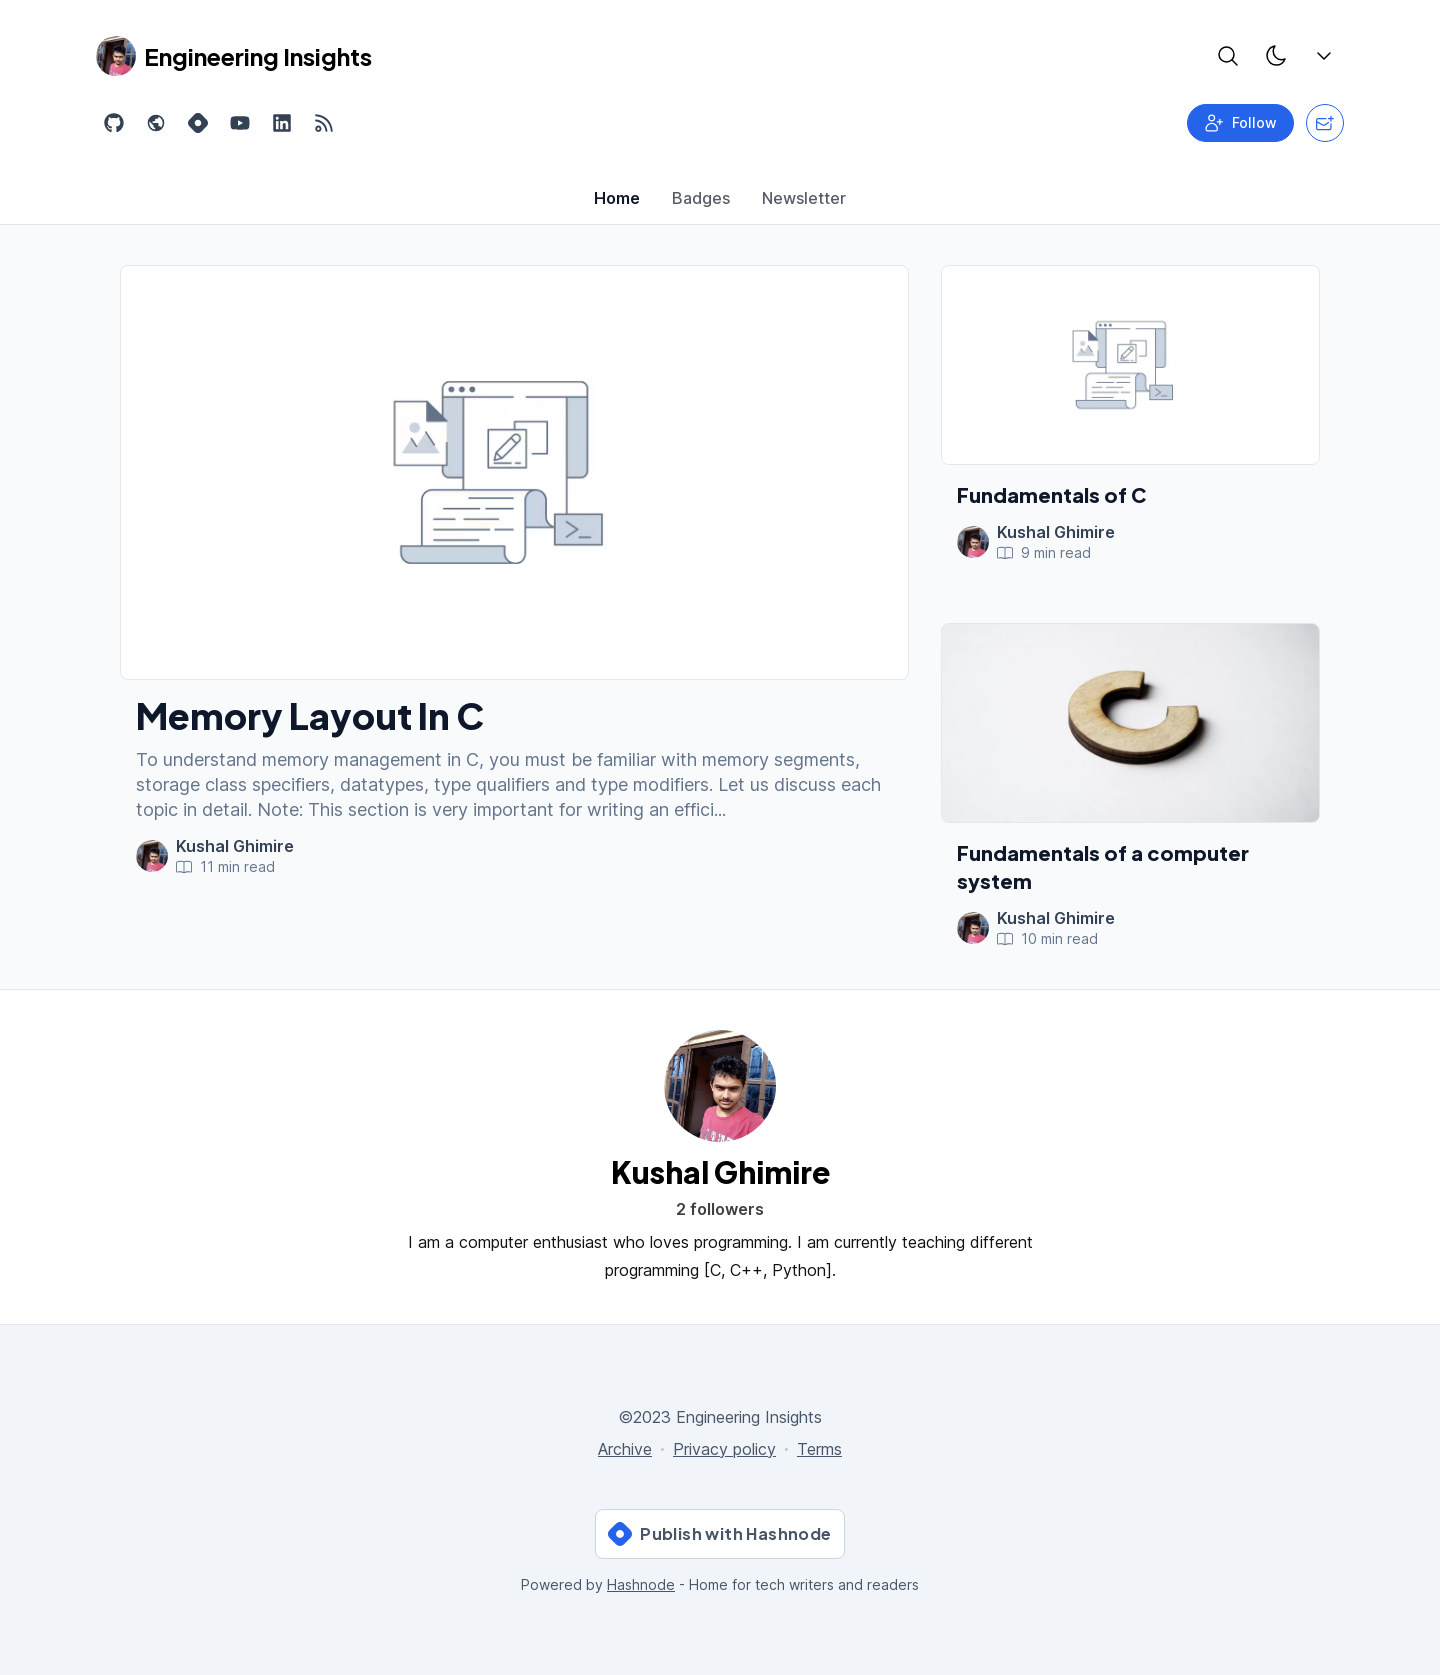 Engineering Insights
Follow
Home
Badges
Newsletter
Memory Layout In C
To understand memory management in C, you must be familiar with memory segments,
storage class specifiers, datatypes, type qualifiers and type modifiers. Let us discuss each
topic in detail. Note: This section is very important for writing an effici...
Kushal Ghimire
11 min read
Fundamentals of C
Kushal Ghimire
9 min read
Fundamentals of a computer
system
Kushal Ghimire
10 min read
Kushal Ghimire
2 followers
I am a computer enthusiast who loves programming. I am currently teaching different
programming [C, C++, Python].
©2023 Engineering Insights
Archive · Privacy policy · Terms
Publish with Hashnode
Powered by Hashnode - Home for tech writers and readers